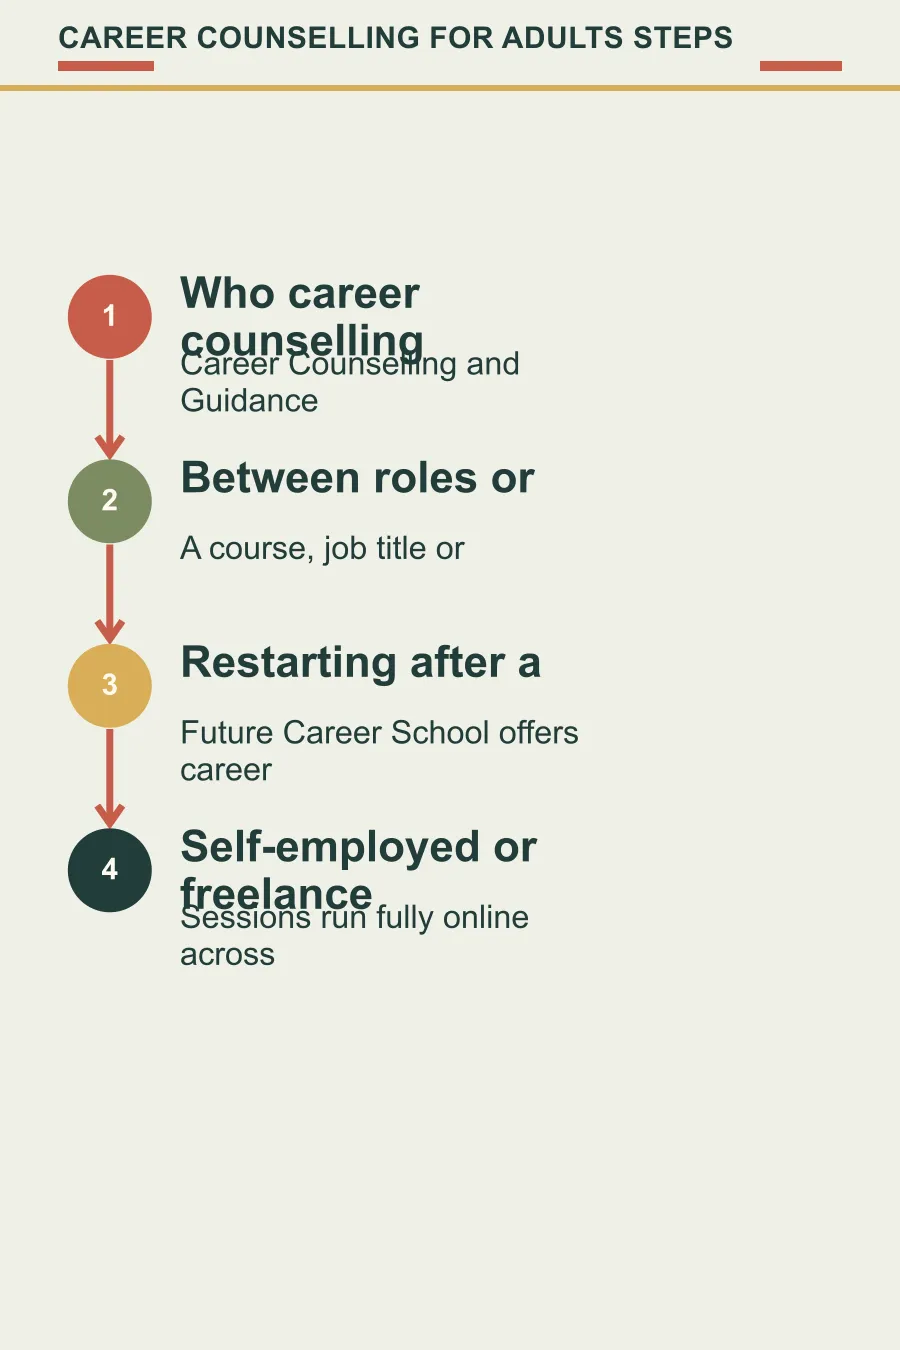 CAREER COUNSELLING FOR ADULTS STEPS
1
Who career
counselling
Career Counselling and
Guidance
2
Between roles or
A course, job title or
3
Restarting after a
Future Career School offers
career
4
Self-employed or
freelance
Sessions run fully online
across